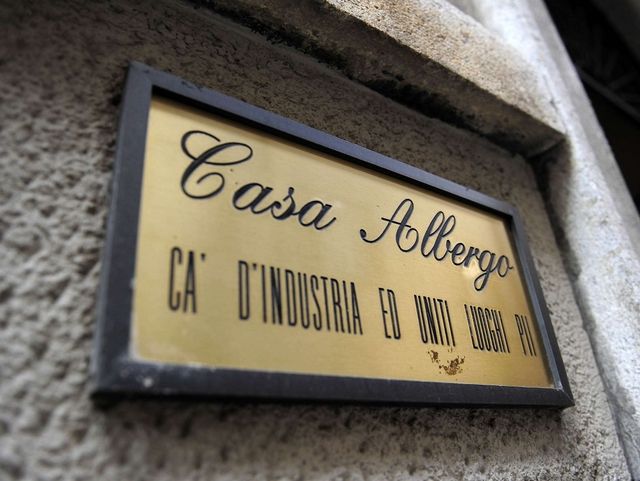 Casa Albergo
CA' D'INDUSTRIA ED UNITI LUOGHI PII